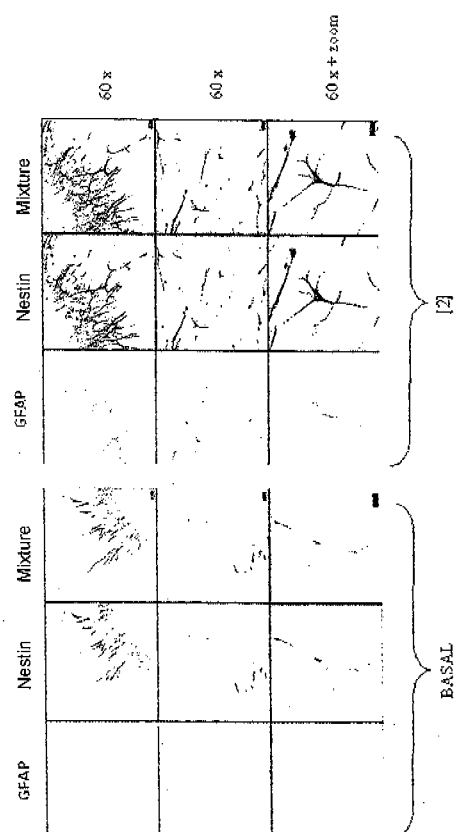 GFAP
Nestin
Mixture
GFAP
Nestin
Mixture
60 x
60 x
60 x + zoom
BASAL
[2]